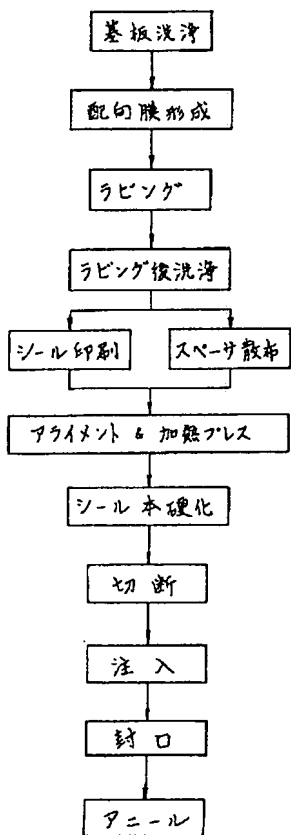 基板洗浄
配向膜形成
ラビング
ラビング後洗浄
シール印刷
スペーサ散布
アライメント & 加熱プレス
シール本硬化
切断
注入
封口
アニール